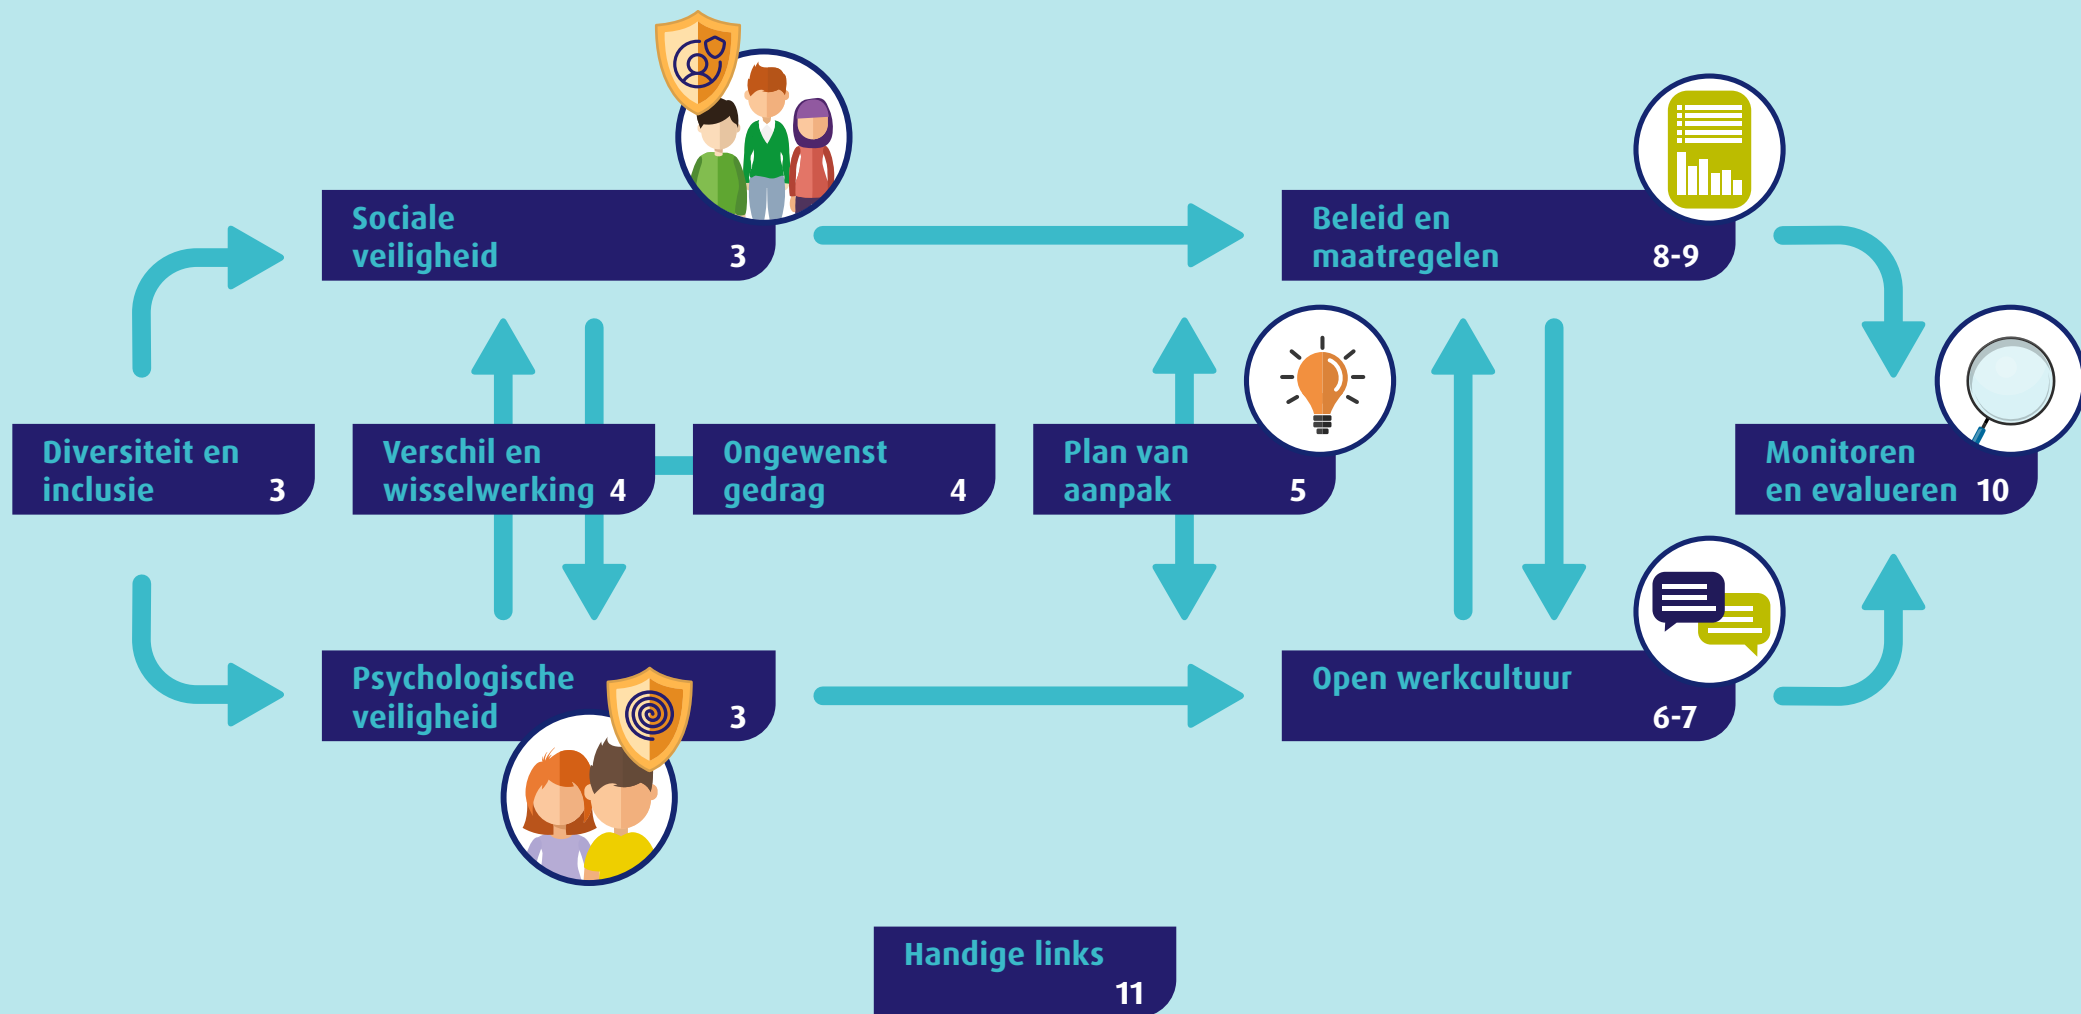 Sociale
veiligheid 3
Beleid en
maatregelen 8-9
Diversiteit en
inclusie 3
Verschil en
wisselwerking 4
Ongewenst
gedrag 4
Plan van
aanpak 5
Monitoren
en evalueren 10
Psychologische
veiligheid 3
Open werkcultuur
6-7
Handige links
11